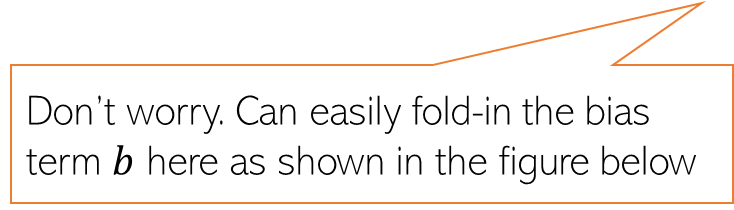 Don't worry. Can easily fold-in the bias
term b here as shown in the figure below